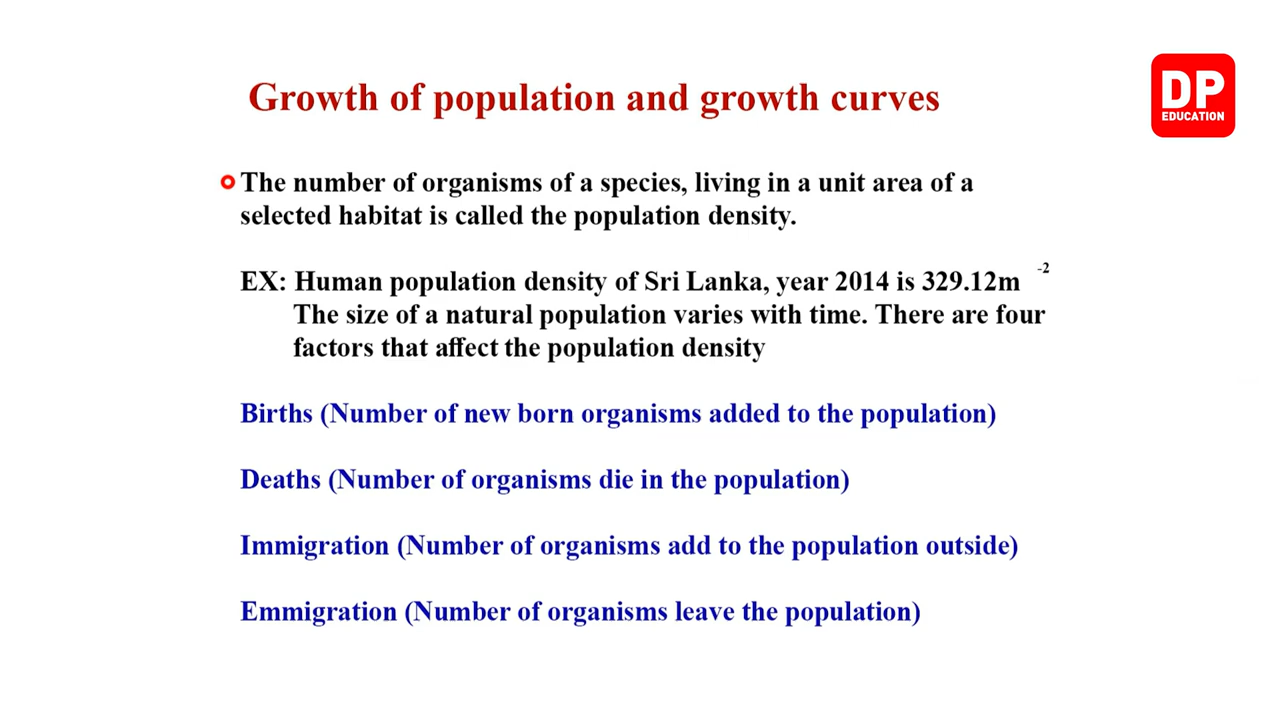 DP
EDUCATION
Growth of population and growth curves
The number of organisms of a species, living in a unit area of a
selected habitat is called the population density.
EX: Human population density of Sri Lanka, year 2014 is 329.12m -2
The size of a natural population varies with time. There are four
factors that affect the population density
Births (Number of new born organisms added to the population)
Deaths (Number of organisms die in the population)
Immigration (Number of organisms add to the population outside)
Emmigration (Number of organisms leave the population)